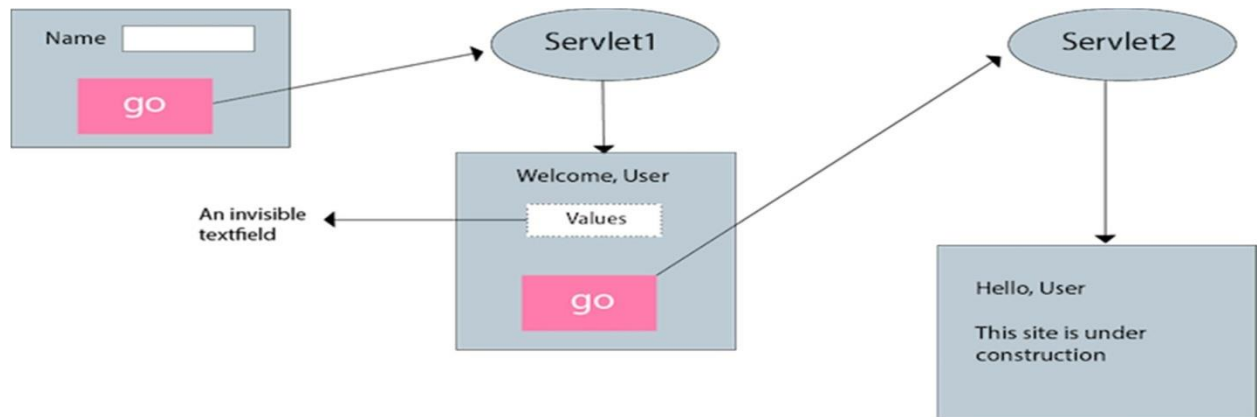 Name
go
Servlet1
Welcome, User
Values
An invisible
textfield
go
Servlet2
Hello, User
This site is under
construction